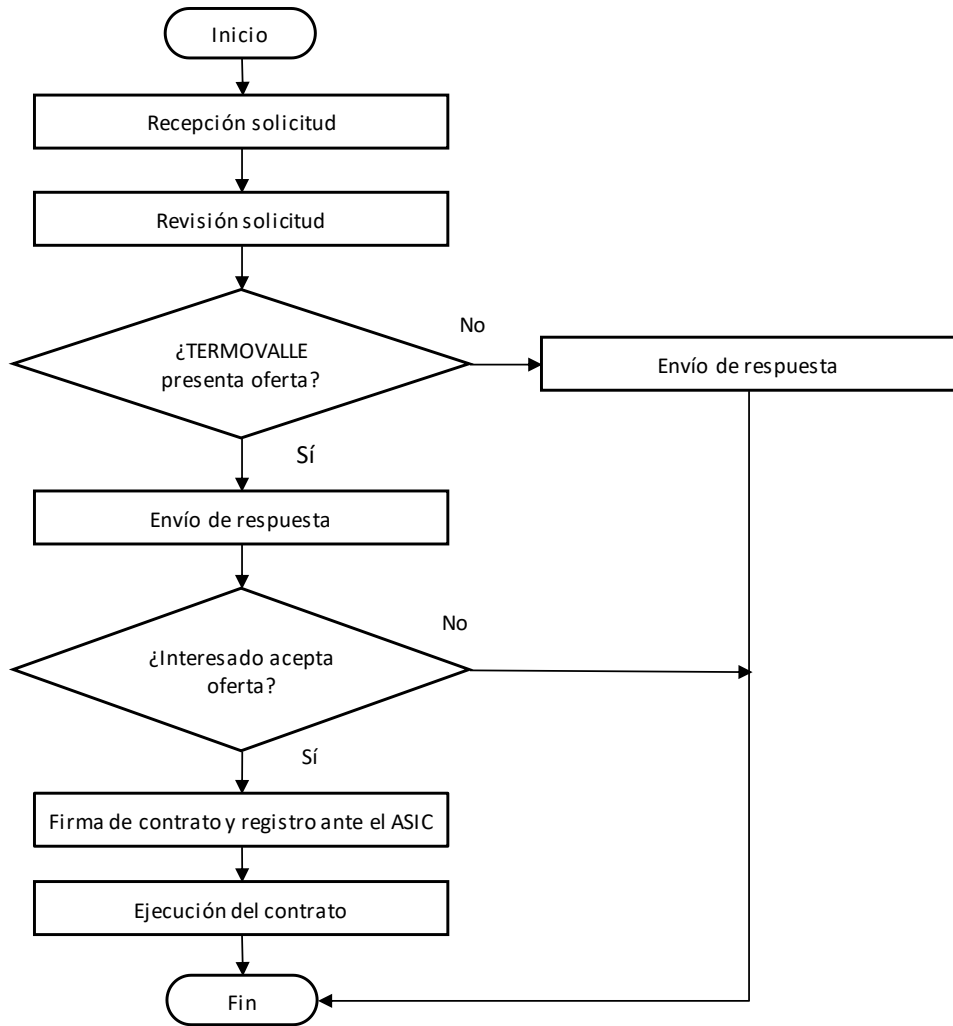 Inicio
Recepción solicitud
Revisión solicitud
¿TERMOVALLE
presenta oferta?
No
Envío de respuesta
Sí
Envío de respuesta
¿Interesado acepta
oferta?
No
Sí
Firma de contrato y registro ante el ASIC
Ejecución del contrato
Fin